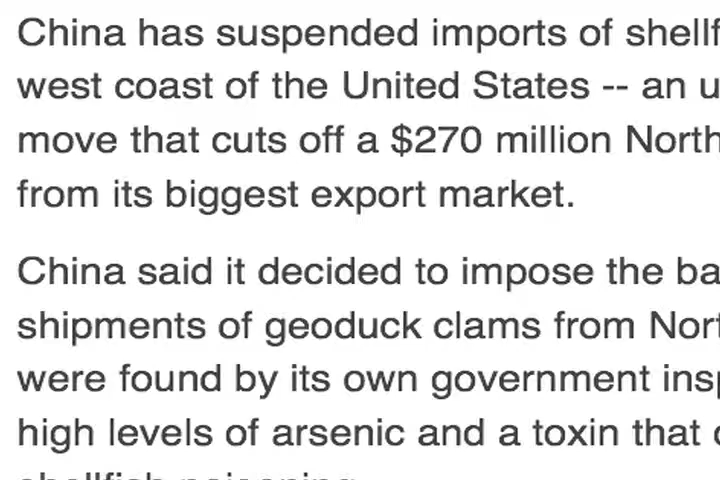 China has suspended imports of shellf
west coast of the United States -- an u
move that cuts off a $270 million North
from its biggest export market.
China said it decided to impose the ba
shipments of geoduck clams from Nort
were found by its own government insp
high levels of arsenic and a toxin that
shellfish poisoning.